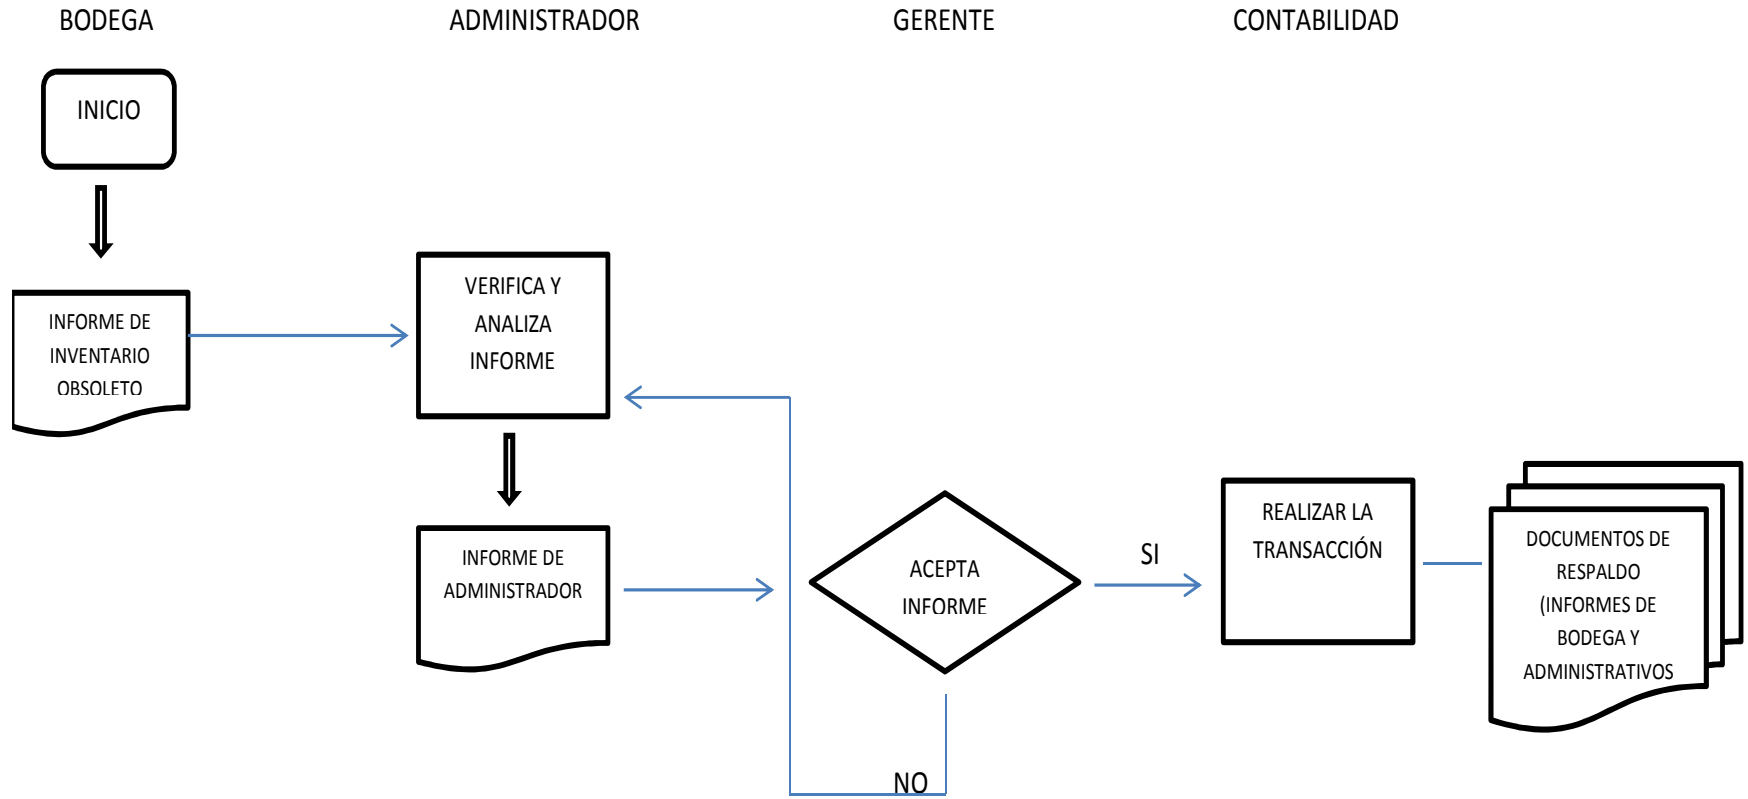 BODEGA
ADMINISTRADOR
GERENTE
CONTABILIDAD
INICIO
INFORME DE
INVENTARIO
OBSOLETO
VERIFICA Y
ANALIZA
INFORME
INFORME DE
ADMINISTRADOR
ACEPTA
INFORME
SI
NO
REALIZAR LA
TRANSACCIÓN
DOCUMENTOS DE
RESPALDO
(INFORMES DE
BODEGA Y
ADMINISTRATIVOS